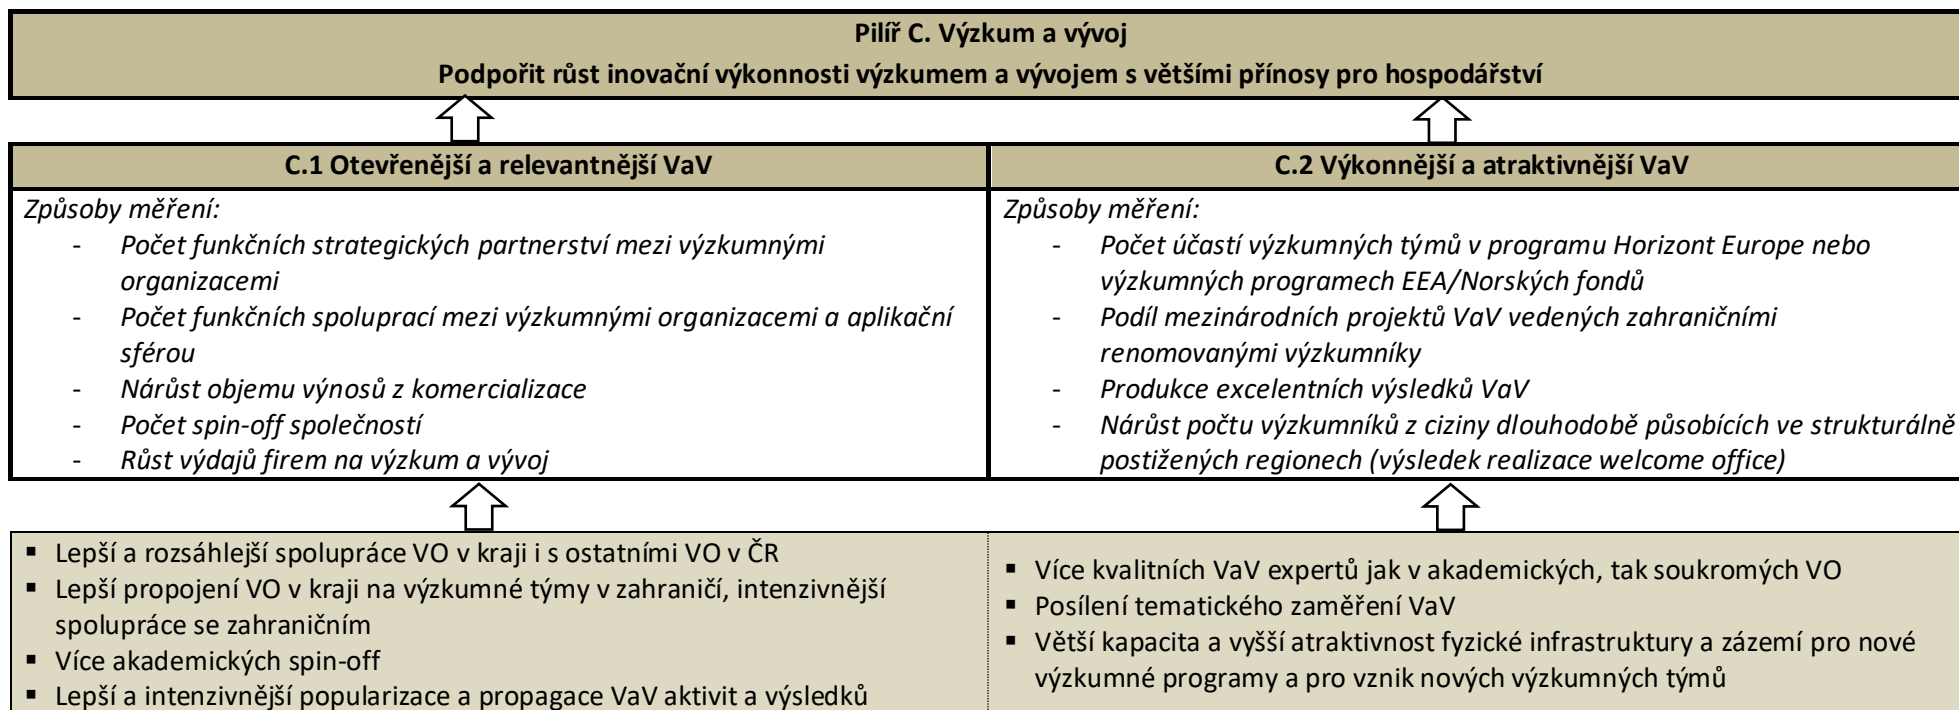 Pilíř C. Výzkum a vývoj
Podpořit růst inovační výkonnosti výzkumem a vývojem s většími přínosy pro hospodářství
C.1 Otevřenější a relevantnější VaV
Způsoby měření:
- Počet funkčních strategických partnerství mezi výzkumnými
organizacemi
- Počet funkčních spoluprací mezi výzkumnými organizacemi a aplikační
sférou
- Nárůst objemu výnosů z komercializace
- Počet spin-off společností
- Růst výdajů firem na výzkum a vývoj
C.2 Výkonnější a atraktivnější VaV
Způsoby měření:
- Počet účastí výzkumných týmů v programu Horizont Europe nebo
výzkumných programech EEA/Norských fondů
- Podíl mezinárodních projektů VaV vedených zahraničními
renomovanými výzkumníky
- Produkce excelentních výsledků VaV
- Nárůst počtu výzkumníků z ciziny dlouhodobě působících ve strukturálně
postižených regionech (výsledek realizace welcome office)
▪ Lepší a rozsáhlejší spolupráce VO v kraji i s ostatními VO v ČR
▪ Lepší propojení VO v kraji na výzkumné týmy v zahraničí, intenzivnější
spolupráce se zahraničním
▪ Více akademických spin-off
▪ Lepší a intenzivnější popularizace a propagace VaV aktivit a výsledků
▪ Více kvalitních VaV expertů jak v akademických, tak soukromých VO
▪ Posílení tematického zaměření VaV
▪ Větší kapacita a vyšší atraktivnost fyzické infrastruktury a zázemí pro nové
výzkumné programy a pro vznik nových výzkumných týmů